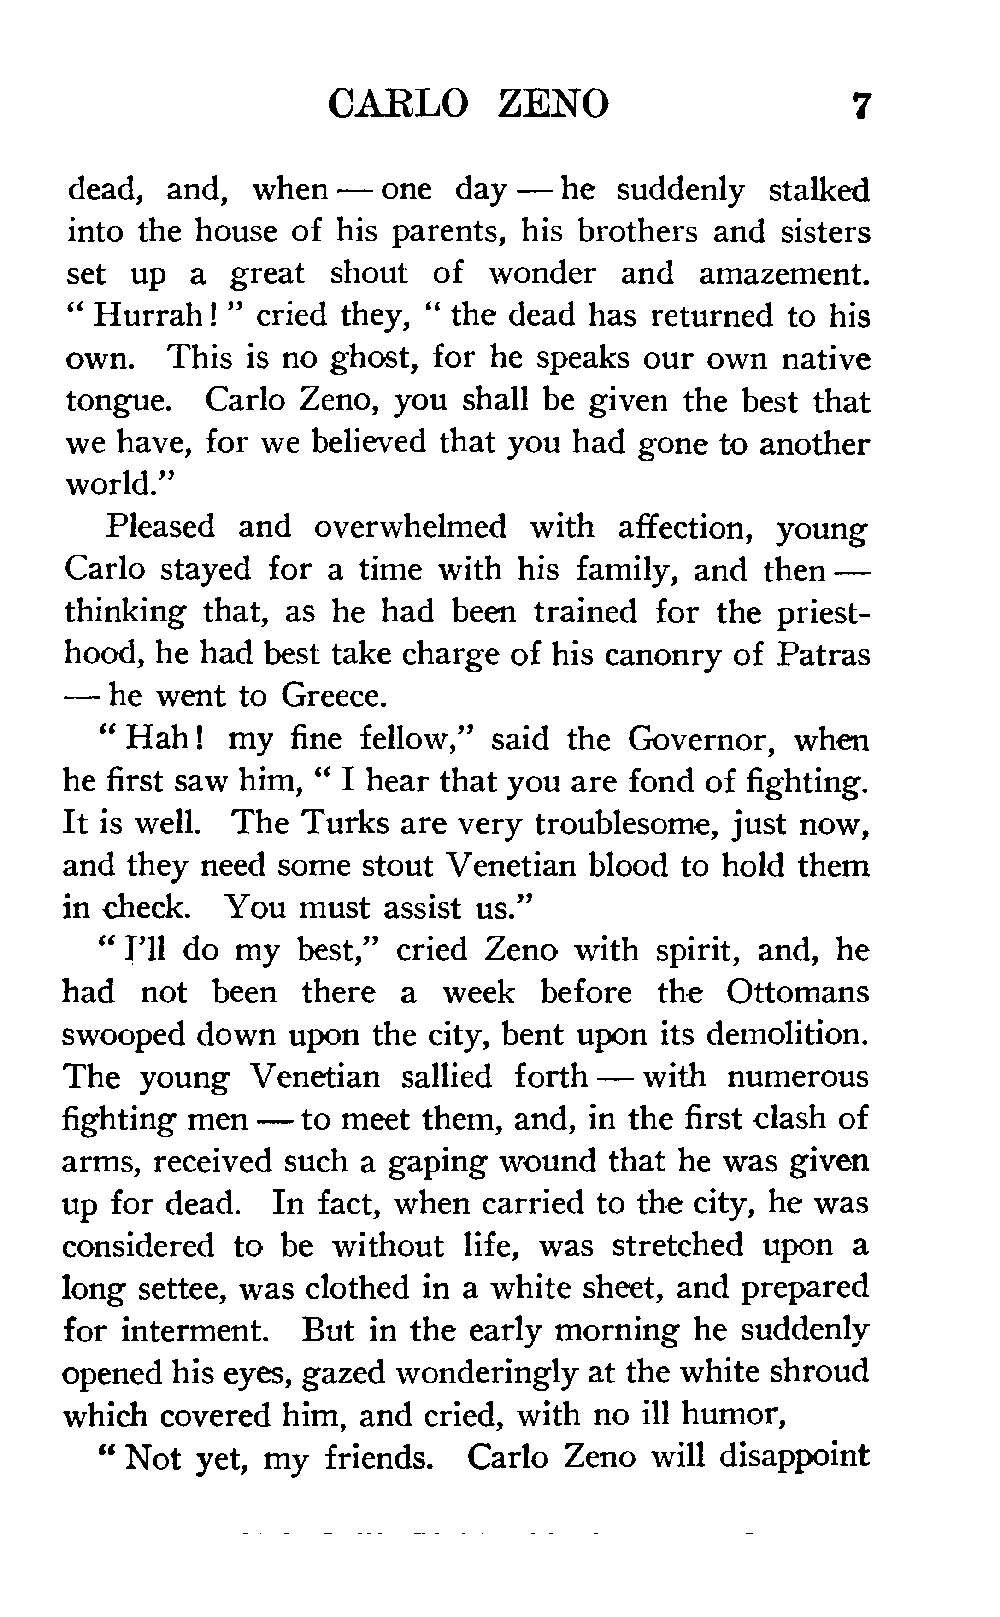 CARLO ZENO 7
dead, and, when — one day — he suddenly stalked
into the house of his parents, his brothers and sisters
set up a great shout of wonder and amazement.
“ Hurrah! ” cried they, “ the dead has returned to his
own. This is no ghost, for he speaks our own native
tongue. Carlo Zeno, you shall be given the best that
we have, for we believed that you had gone to another
world.”
Pleased and overwhelmed with affection, young
Carlo stayed for a time with his family, and then —
thinking that, as he had been trained for the priest-
hood, he had best take charge of his canonry of Patras
— he went to Greece.
“ Hah! my fine fellow,” said the Governor, when
he first saw him, “ I hear that you are fond of fighting.
It is well. The Turks are very troublesome, just now,
and they need some stout Venetian blood to hold them
in check. You must assist us.”
“ I’ll do my best,” cried Zeno with spirit, and, he
had not been there a week before the Ottomans
swooped down upon the city, bent upon its demolition.
The young Venetian sallied forth — with numerous
fighting men — to meet them, and, in the first clash of
arms, received such a gaping wound that he was given
up for dead. In fact, when carried to the city, he was
considered to be without life, was stretched upon a
long settee, was clothed in a white sheet, and prepared
for interment. But in the early morning he suddenly
opened his eyes, gazed wonderingly at the white shroud
which covered him, and cried, with no ill humor,
“ Not yet, my friends. Carlo Zeno will disappoint